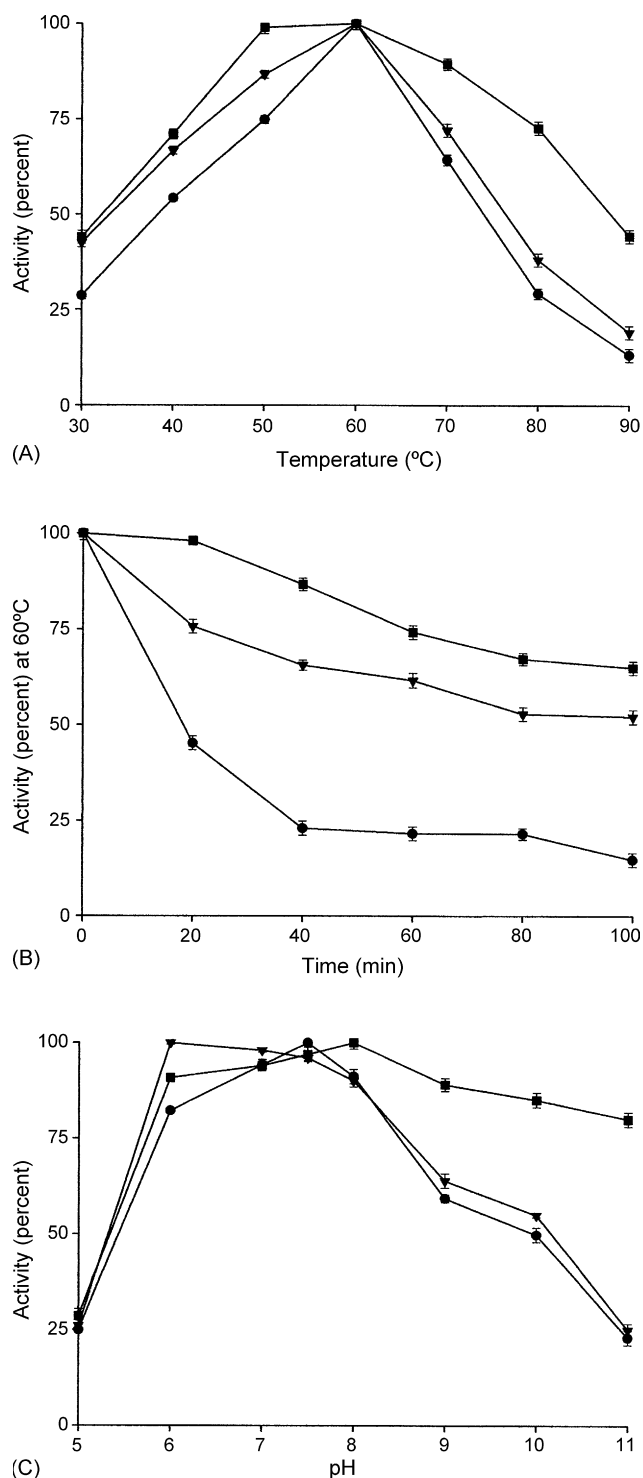 100
75
50
25
0
Activity (percent)
30 40 50 60 70 80 90
(A)
Temperature (ºC)
100
75
50
25
0
Activity (percent) at 60ºC
0 20 40 60 80 100
(B)
Time (min)
100
75
50
25
0
Activity (percent)
5 6 7 8 9 10 11
(C)
pH